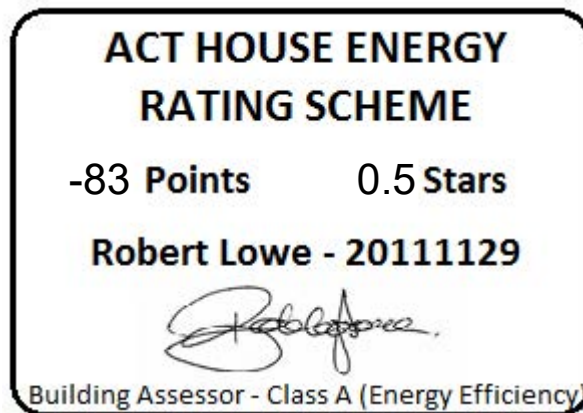 ACT HOUSE ENERGY
RATING SCHEME
-83 Points 0.5 Stars
Robert Lowe - 20111129
Building Assessor - Class A (Energy Efficiency)